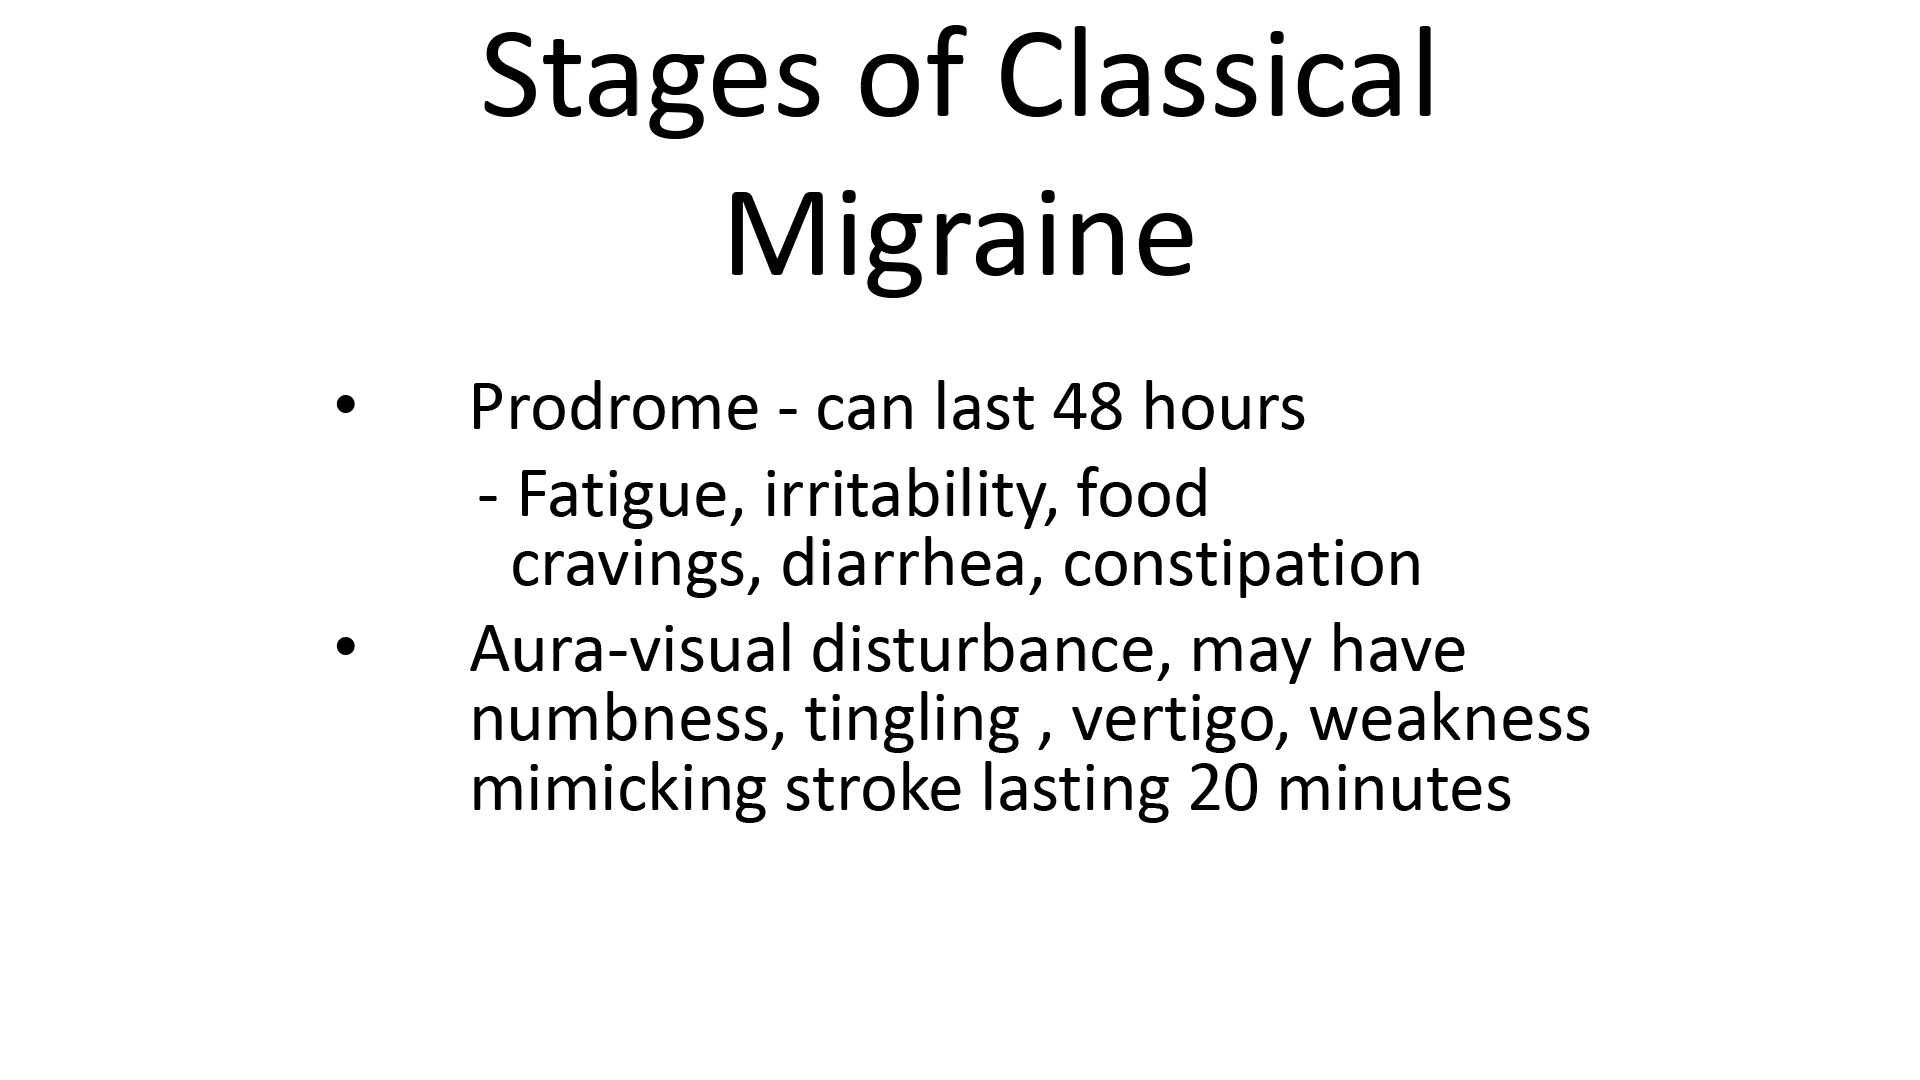 Stages of Classical
Migraine
• Prodrome - can last 48 hours
- Fatigue, irritability, food
cravings, diarrhea, constipation
• Aura-visual disturbance, may have
numbness, tingling , vertigo, weakness
mimicking stroke lasting 20 minutes